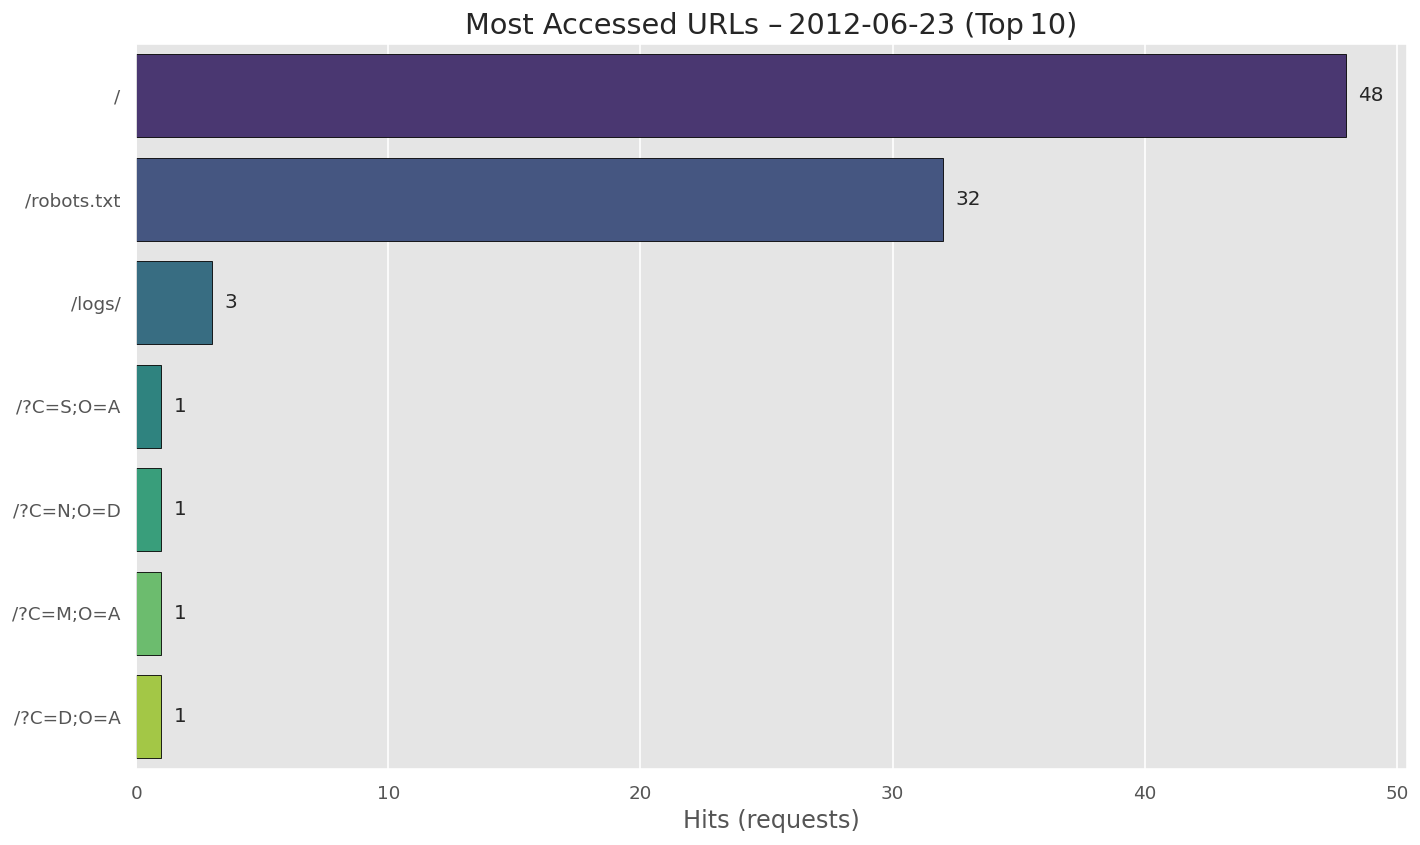 Most Accessed URLs – 2012-06-23 (Top 10)
/ 48
/robots.txt 32
/logs/ 3
/?C=S;O=A 1
/?C=N;O=D 1
/?C=M;O=A 1
/?C=D;O=A 1
0 10 20 30 40 50
Hits (requests)